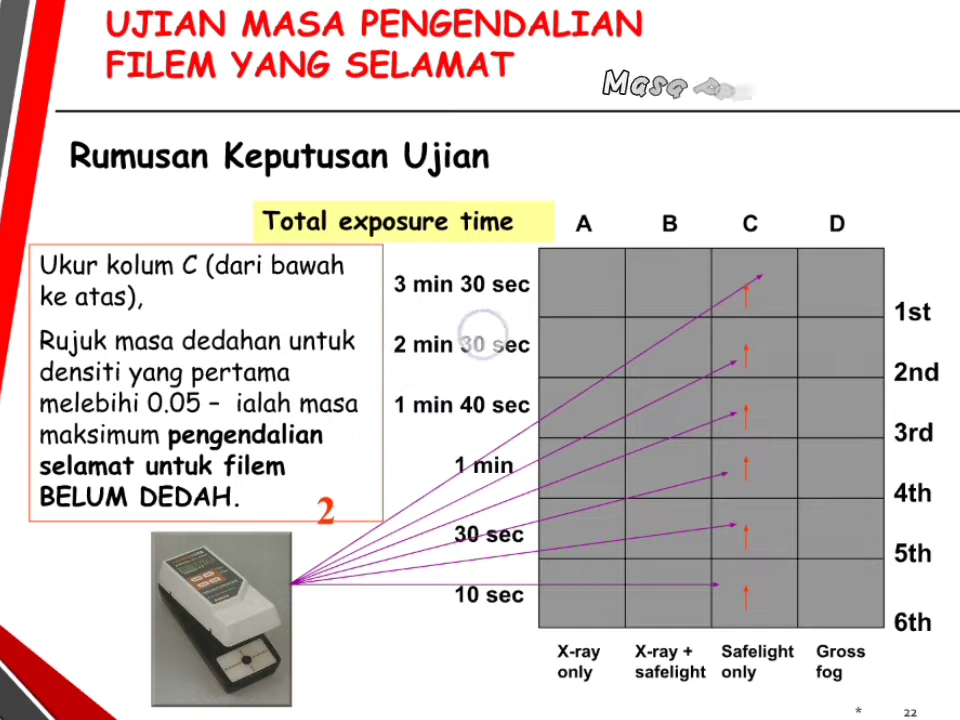 UJIAN MASA PENGENDALIAN
FILEM YANG SELAMAT
Masa
Rumusan Keputusan Ujian
Total exposure time
A B C D
Ukur kolum C (dari bawah
ke atas),
Rujuk masa dedahan untuk
densiti yang pertama
melebihi 0.05 – ialah masa
maksimum pengendalian
selamat untuk filem
BELUM DEDAH.
2
3 min 30 sec
2 min 30 sec
1 min 40 sec
1 min
30 sec
10 sec
1st
2nd
3rd
4th
5th
6th
X-ray
only
X-ray +
safelight
Safelight
only
Gross
fog
* 22